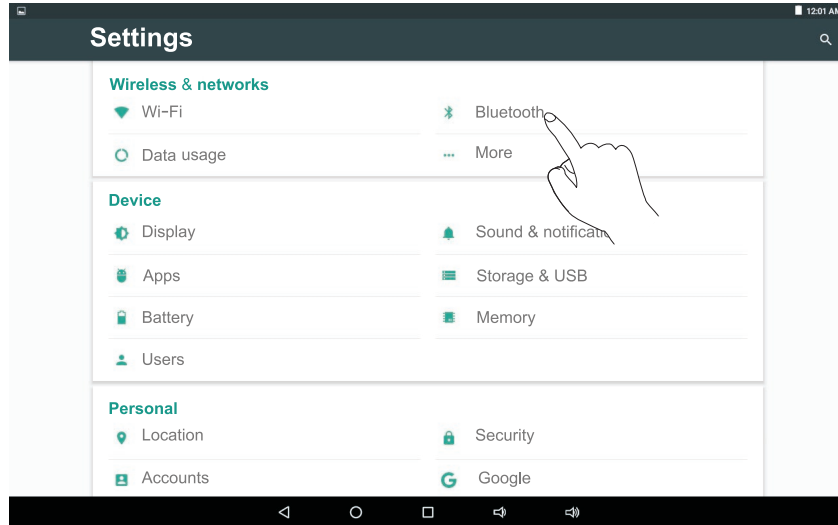 12:01 AM
Settings
Wireless & networks
Wi-Fi
Bluetooth
Data usage
More
Device
Display
Sound &
Apps
Storage & USB
Battery
Memory
Users
Personal
Location
Security
Accounts
Google